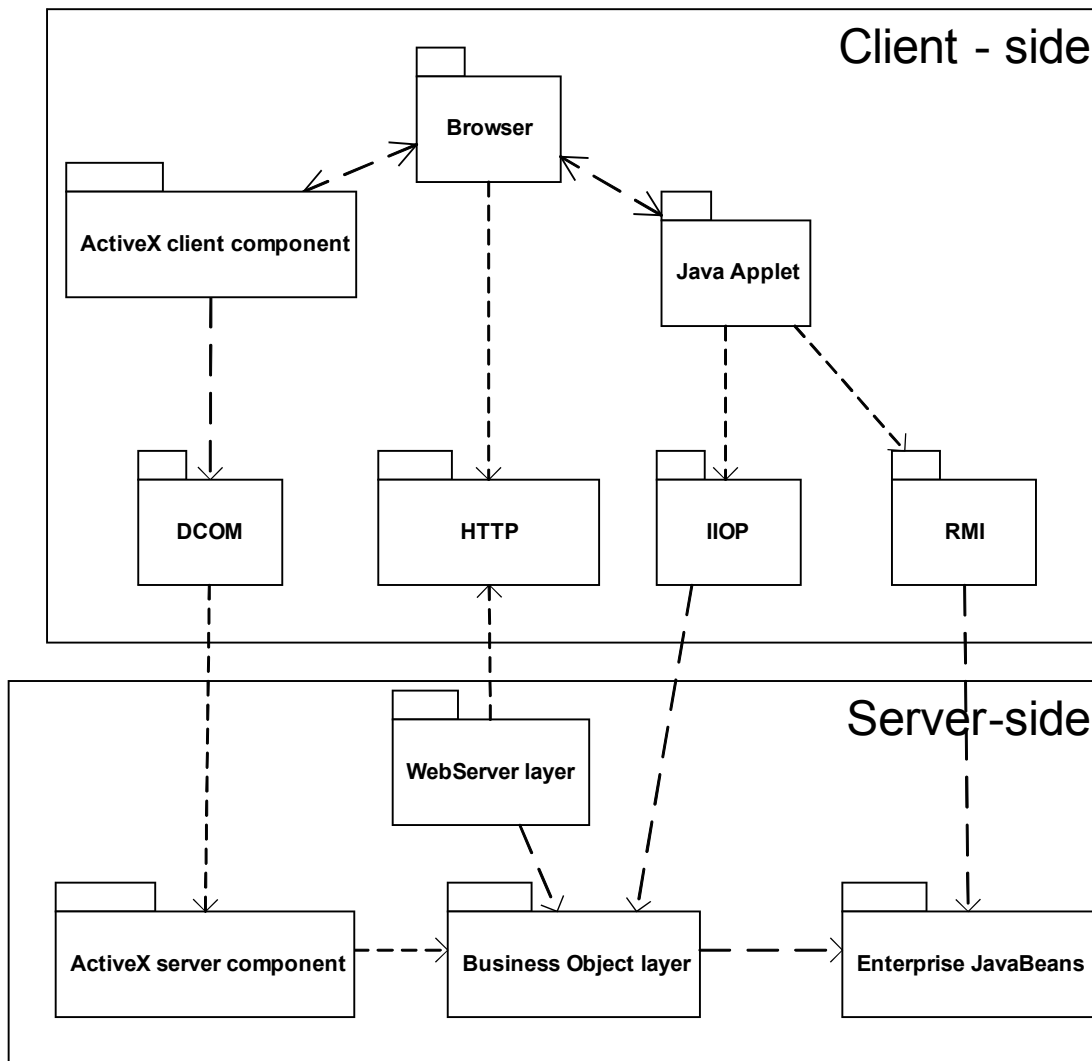 Client - side
Browser
ActiveX client component
Java Applet
DCOM
HTTP
IIOP
RMI
Server-side
WebServer layer
ActiveX server component
Business Object layer
Enterprise JavaBeans